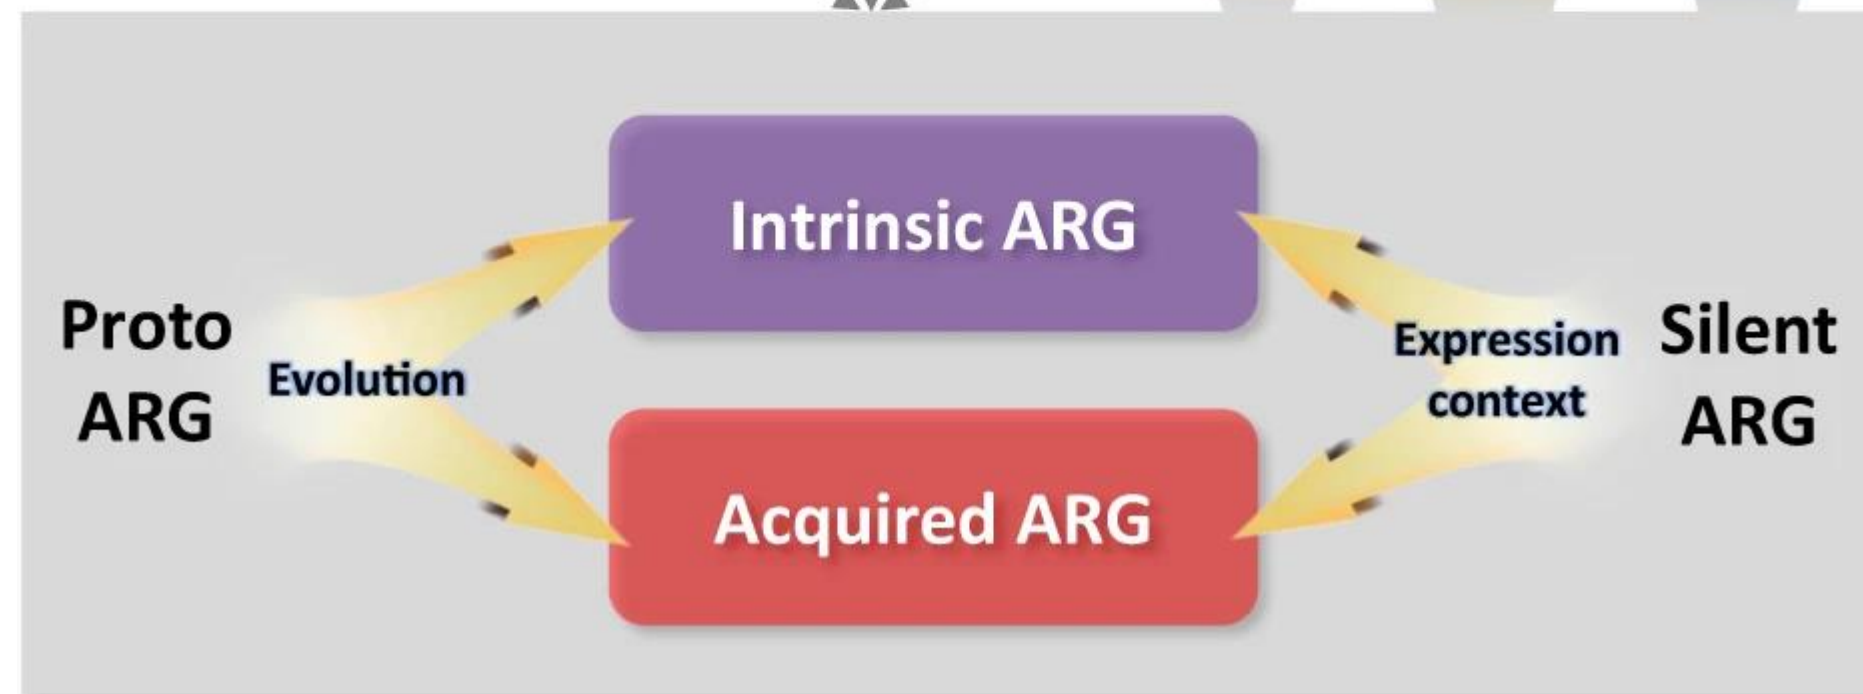 Intrinsic ARG
Proto
ARG
Evolution
Expression
context
Silent
ARG
Acquired ARG